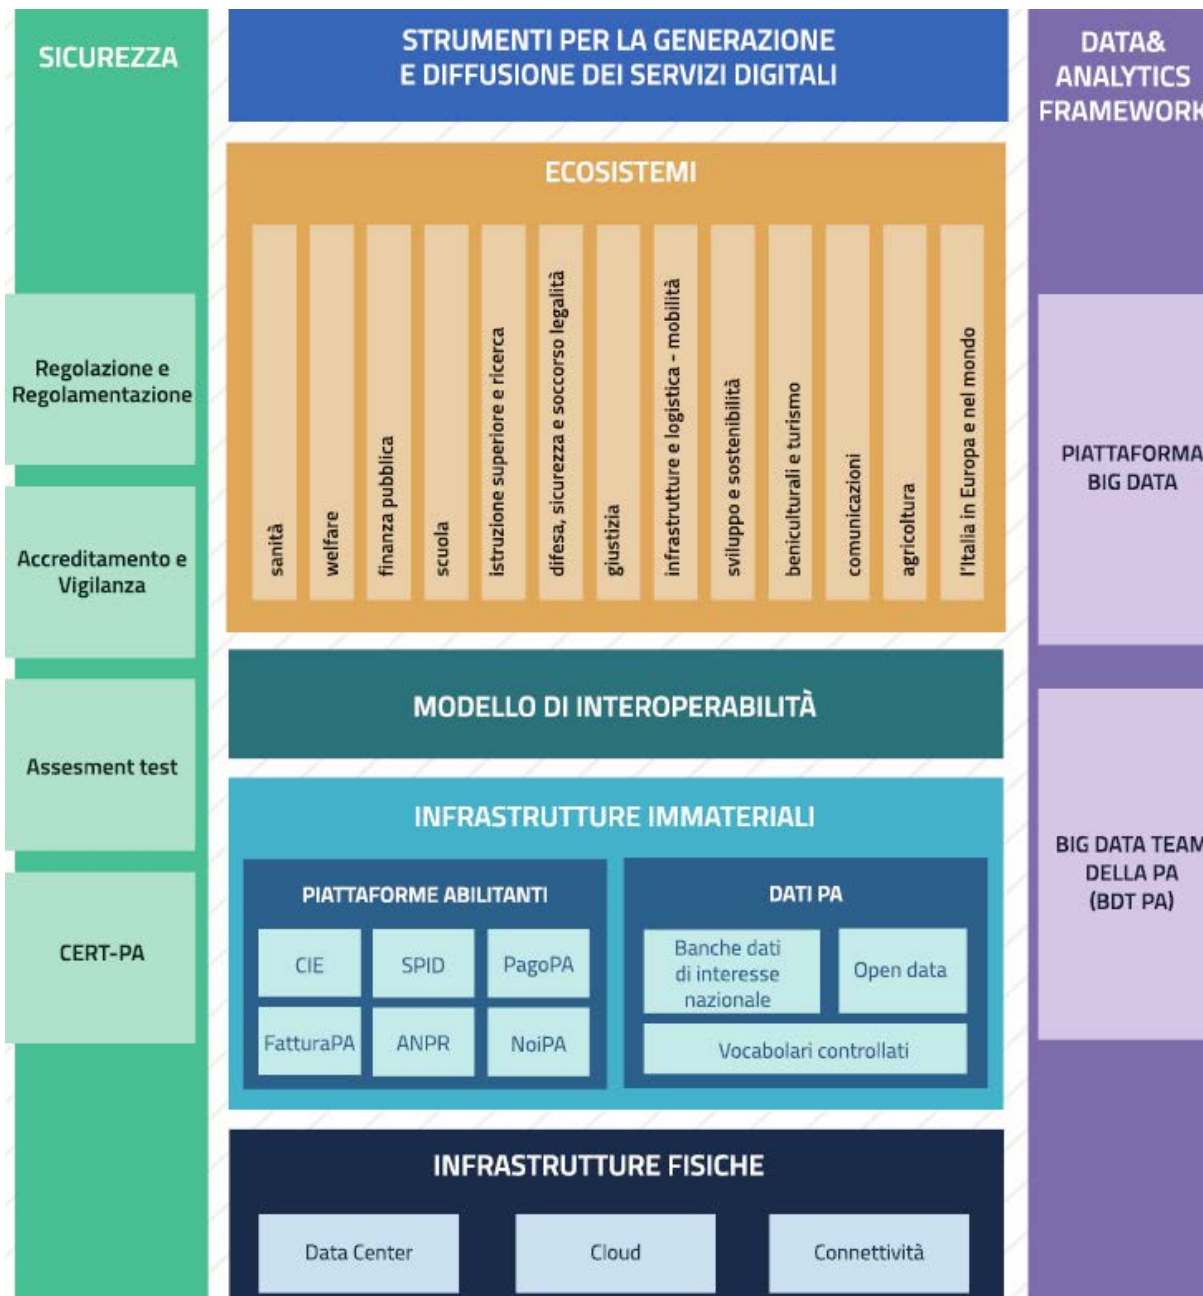 SICUREZZA
Regolazione e
Regolamentazione
Accreditamento e
Vigilanza
Assesment test
CERT-PA
STRUMENTI PER LA GENERAZIONE
E DIFFUSIONE DEI SERVIZI DIGITALI
ECOSISTEMI
sanità
welfare
finanza pubblica
scuola
istruzione superiore e ricerca
difesa, sicurezza e soccorso legalità
giustizia
infrastrutture e logistica - mobilità
sviluppo e sostenibilità
beniculturali e turismo
comunicazioni
agricoltura
l'Italia in Europa e nel mondo
MODELLO DI INTEROPERABILITÀ
INFRASTRUTTURE IMMATERIALI
PIATTAFORME ABILITANTI
CIE
SPID
PagoPA
FatturaPA
ANPR
NoiPA
DATI PA
Banche dati
di interesse
nazionale
Open data
Vocabolari controllati
INFRASTRUTTURE FISICHE
Data Center
Cloud
Connettività
DATA&
ANALYTICS
FRAMEWORK
PIATTAFORMA
BIG DATA
BIG DATA TEAM
DELLA PA
(BDT PA)